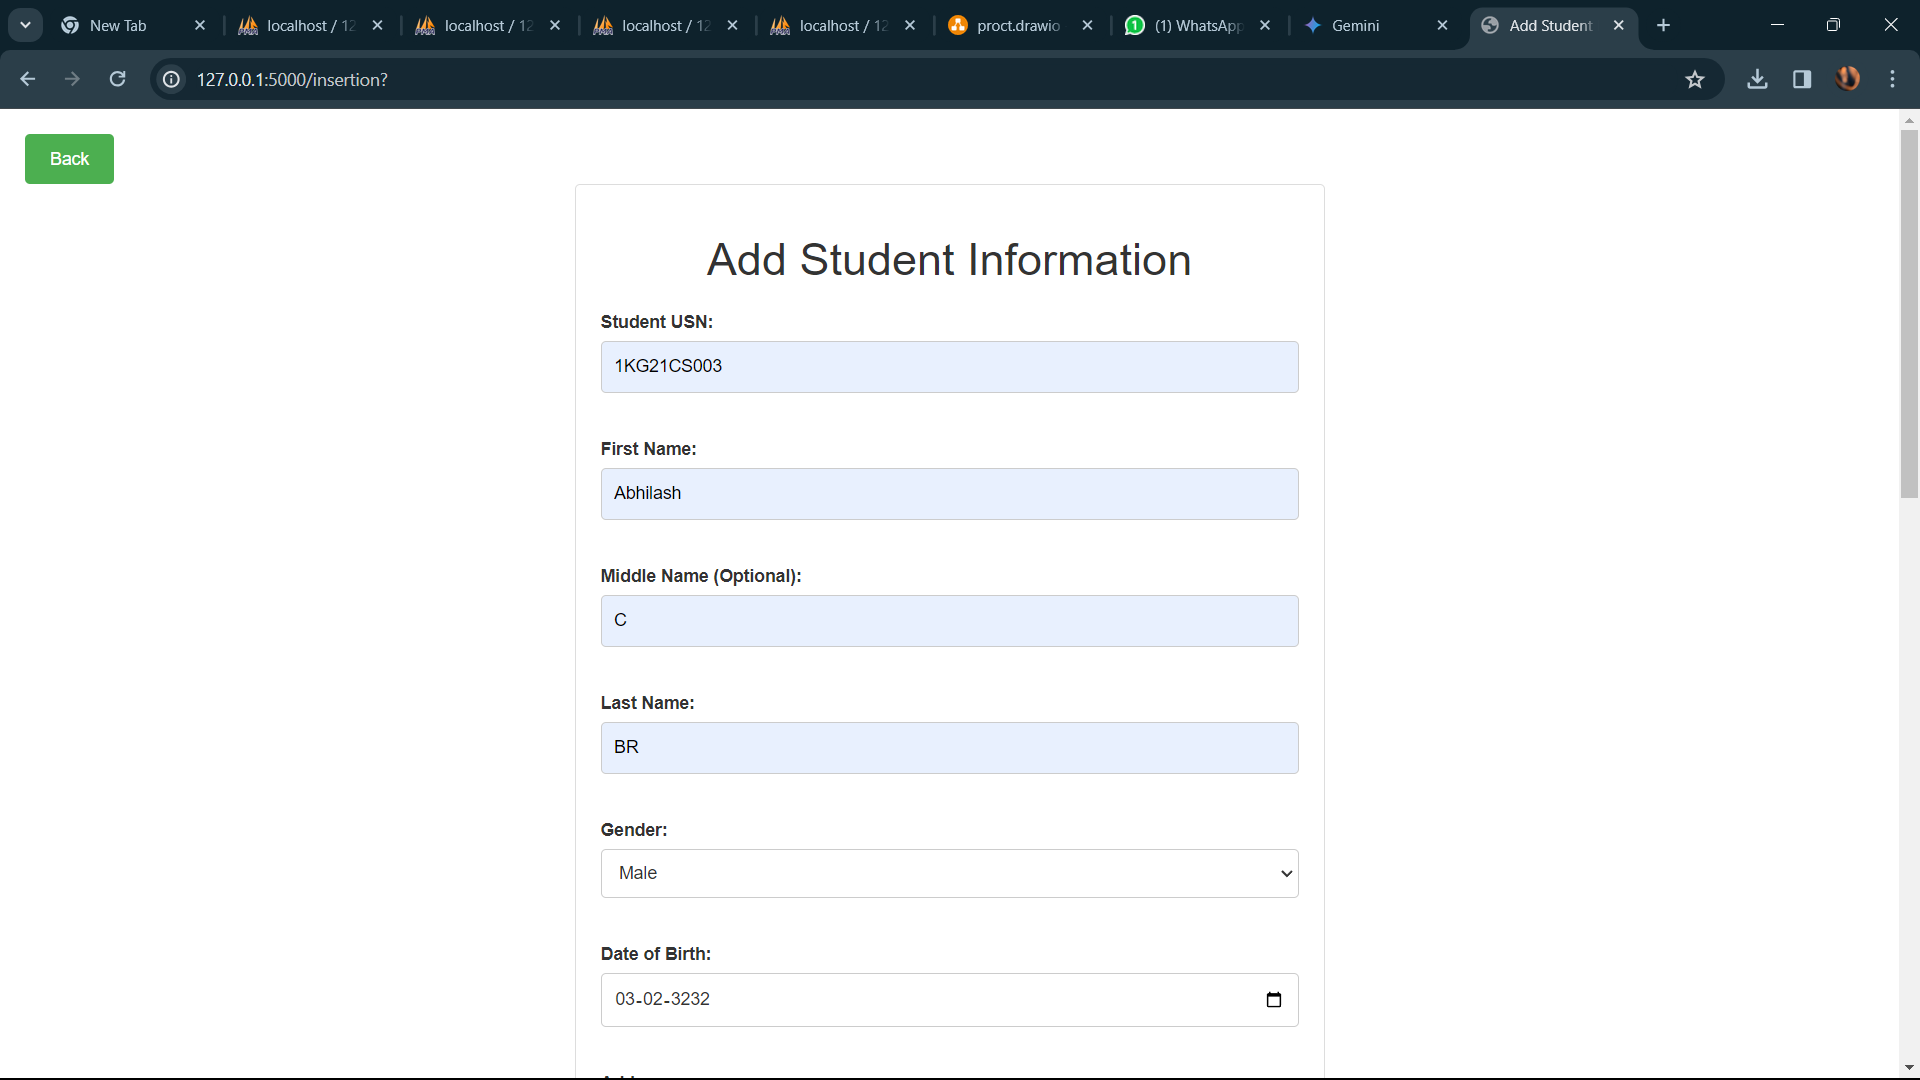 New Tab
localhost / 12
localhost / 12
localhost / 12
localhost / 12
proct.drawio
(1) WhatsApp
Gemini
Add Student
127.0.0.1:5000/insertion?
Back
Add Student Information
Student USN:
1KG21CS003
First Name:
Abhilash
Middle Name (Optional):
C
Last Name:
BR
Gender:
Male
Date of Birth:
03-02-3232